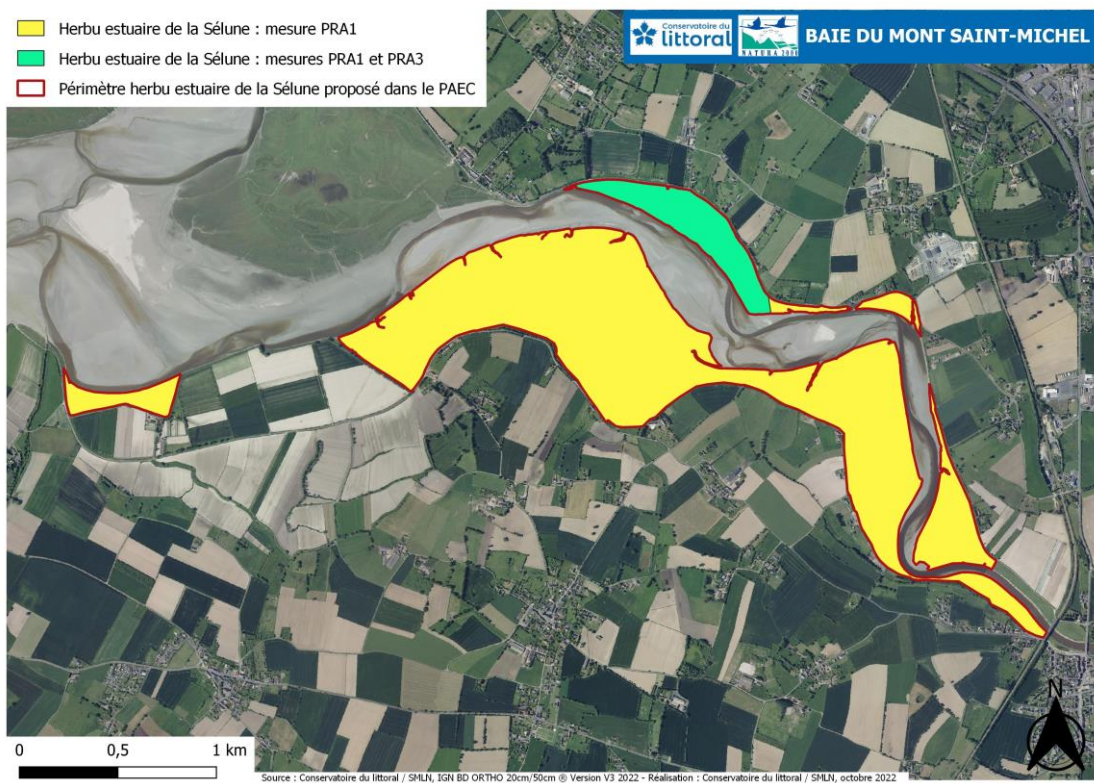 Herbu estuaire de la Sélune : mesure PRA1
Herbu estuaire de la Sélune : mesures PRA1 et PRA3
Périmètre herbu estuaire de la Sélune proposé dans le PAEC
Conservatoire du
littoral
NATURA 2000
BAIE DU MONT SAINT-MICHEL
N
0 0,5 1 km
Source : Conservatoire du littoral / SMLN, IGN BD ORTHO 20cm/50cm ® Version V3 2022 - Réalisation : Conservatoire du littoral / SMLN, octobre 2022